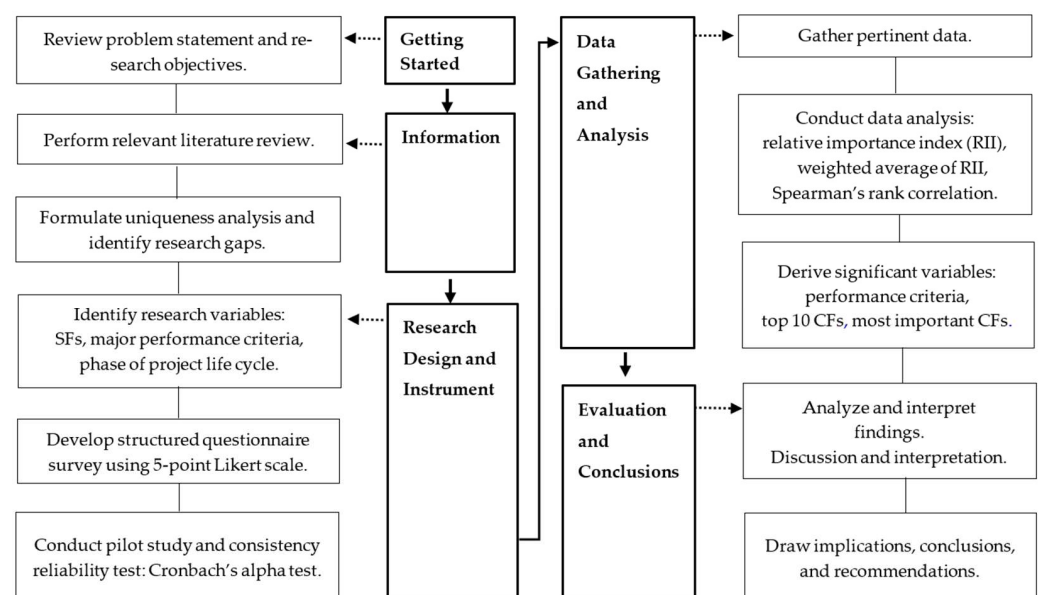 Review problem statement and re-
search objectives.
Perform relevant literature review.
Formulate uniqueness analysis and
identify research gaps.
Identify research variables:
SFs, major performance criteria,
phase of project life cycle.
Develop structured questionnaire
survey using 5-point Likert scale.
Conduct pilot study and consistency
reliability test: Cronbach's alpha test.
Getting
Started
Information
Research
Design and
Instrument
Data
Gathering
and
Analysis
Evaluation
and
Conclusions
Gather pertinent data.
Conduct data analysis:
relative importance index (RII),
weighted average of RII,
Spearman's rank correlation.
Derive significant variables:
performance criteria,
top 10 CFs, most important CFs.
Analyze and interpret
findings.
Discussion and interpretation.
Draw implications, conclusions,
and recommendations.